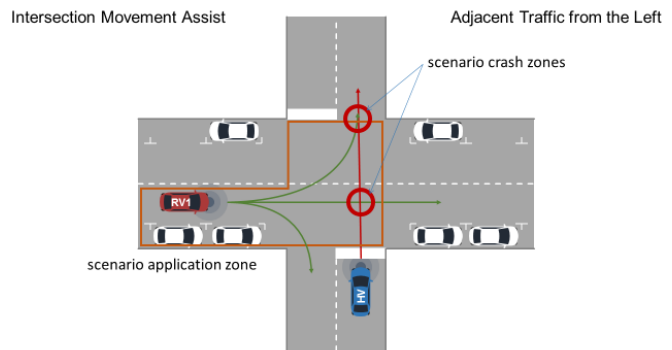 Intersection Movement Assist
Adjacent Traffic from the Left
scenario crash zones
RV1
scenario application zone
HV